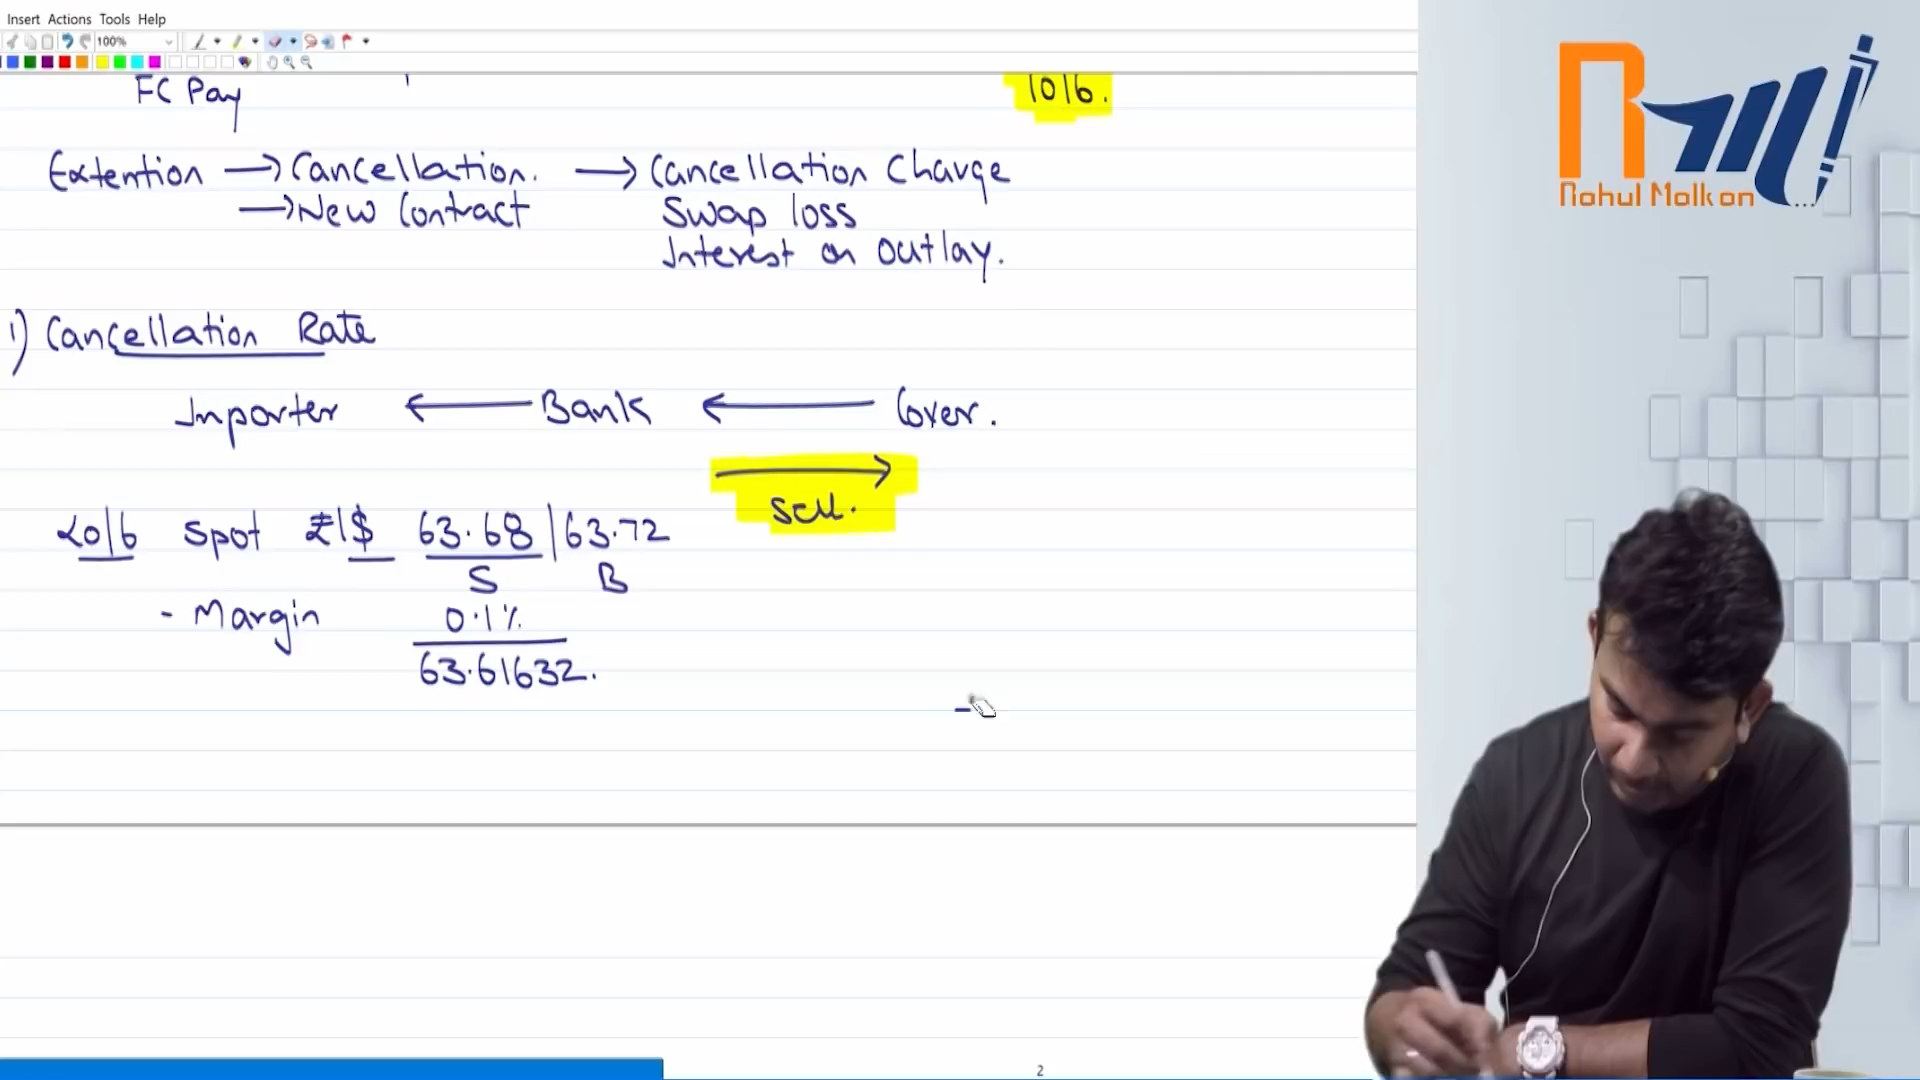 Insert Actions Tools Help
100%
FC Pay
10/6.
Extention → Cancellation. → Cancellation Charge
→ New Contract Swap loss
Interest on outlay.
1) Cancellation Rate
Importer ← Bank ← Cover.
→
Sell.
20/6 Spot ₹/$ 63.68 | 63.72
S B
- Margin 0.1%
63.61632.
2
Rahul Malkan